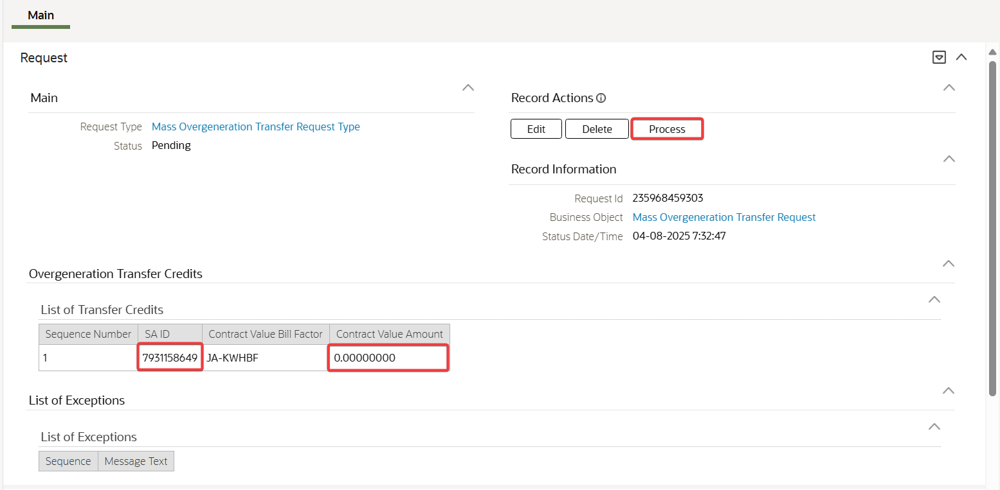 Main
Request
Main
Request Type Mass Overgeneration Transfer Request Type
Status Pending
Record Actions
Edit Delete Process
Record Information
Request Id 235968459303
Business Object Mass Overgeneration Transfer Request
Status Date/Time 04-08-2025 7:32:47
Overgeneration Transfer Credits
List of Transfer Credits
Sequence Number SA ID Contract Value Bill Factor Contract Value Amount
1 7931158649 JA-KWHBF 0.00000000
List of Exceptions
List of Exceptions
Sequence Message Text